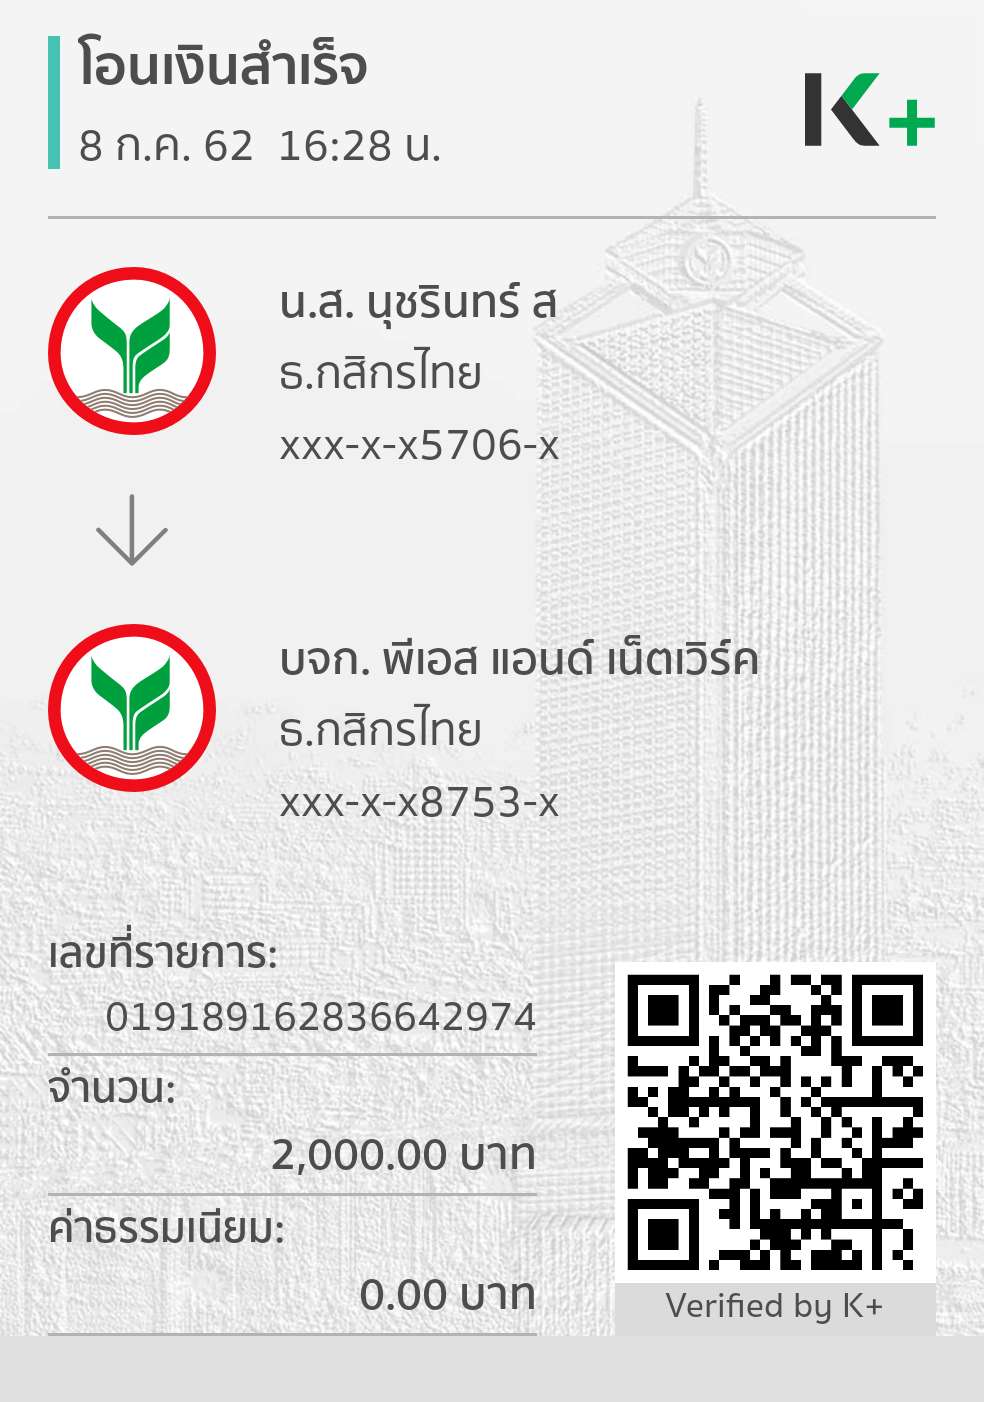 โอนเงินสำเร็จ
8 ก.ค. 62 16:28 น.
K+
น.ส. นุชรินทร์ ส
ธ.กสิกรไทย
xxx-x-x5706-x
บจก. พีเอส แอนด์ เน็ตเวิร์ค
ธ.กสิกรไทย
xxx-x-x8753-x
เลขที่รายการ:
019189162836642974
จำนวน:
2,000.00 บาท
ค่าธรรมเนียม:
0.00 บาท
Verified by K+